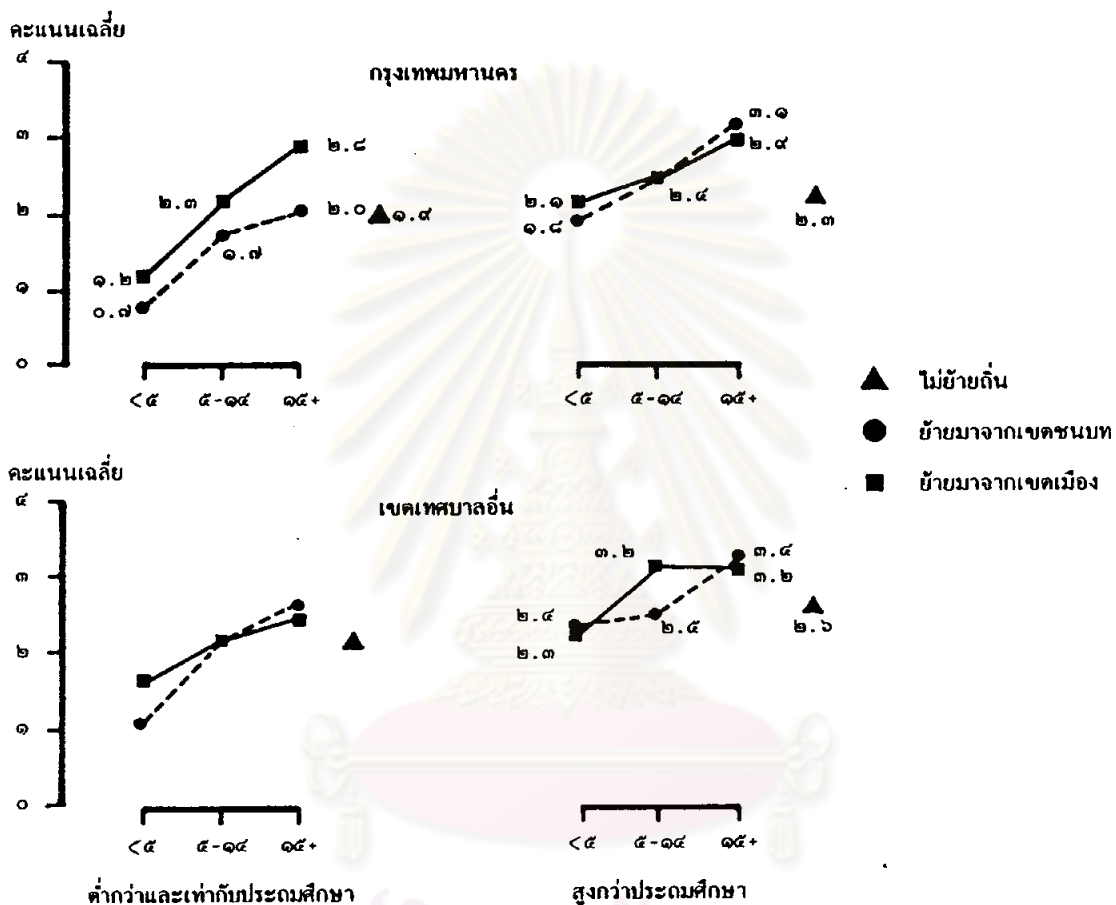 คะแนนเฉลี่ย
๔
กรุงเทพมหานคร
๓
๒
๑
๐
๒.๘
๒.๓
๒.๐
๑.๙
๑.๗
๑.๒
๐.๗
<๕ ๕-๑๔ ๑๕+
๓.๑
๒.๙
๒.๔
๒.๑
๑.๘
๒.๓
<๕ ๕-๑๔ ๑๕+
ไม่ย้ายถิ่น
ย้ายมาจากเขตชนบท
ย้ายมาจากเขตเมือง
คะแนนเฉลี่ย
๔
เขตเทศบาลอื่น
๓
๒
๑
๐
<๕ ๕-๑๔ ๑๕+
๓.๒
๓.๔
๓.๒
๒.๔
๒.๕
๒.๓
๒.๖
<๕ ๕-๑๔ ๑๕+
ต่ำกว่าและเท่ากับประถมศึกษา
สูงกว่าประถมศึกษา